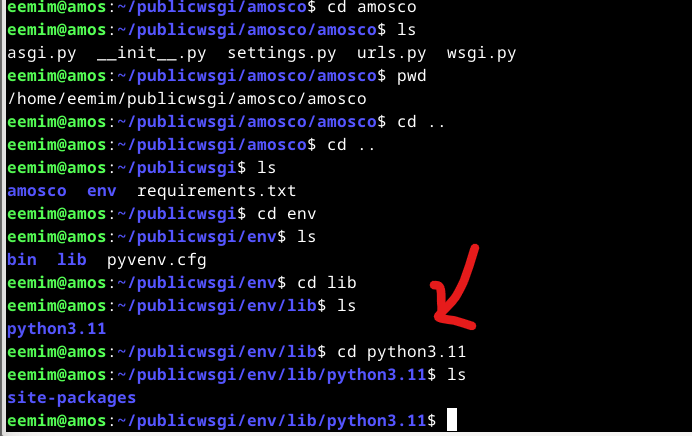 eemim@amos:~/publicwsgi/amosco$ cd amosco
eemim@amos:~/publicwsgi/amosco/amosco$ ls
asgi.py  __init__.py  settings.py  urls.py  wsgi.py
eemim@amos:~/publicwsgi/amosco/amosco$ pwd
/home/eemim/publicwsgi/amosco/amosco
eemim@amos:~/publicwsgi/amosco/amosco$ cd ..
eemim@amos:~/publicwsgi/amosco$ cd ..
eemim@amos:~/publicwsgi$ ls
amosco  env  requirements.txt
eemim@amos:~/publicwsgi$ cd env
eemim@amos:~/publicwsgi/env$ ls
bin  lib  pyvenv.cfg
eemim@amos:~/publicwsgi/env$ cd lib
eemim@amos:~/publicwsgi/env/lib$ ls
python3.11
eemim@amos:~/publicwsgi/env/lib$ cd python3.11
eemim@amos:~/publicwsgi/env/lib/python3.11$ ls
site-packages
eemim@amos:~/publicwsgi/env/lib/python3.11$